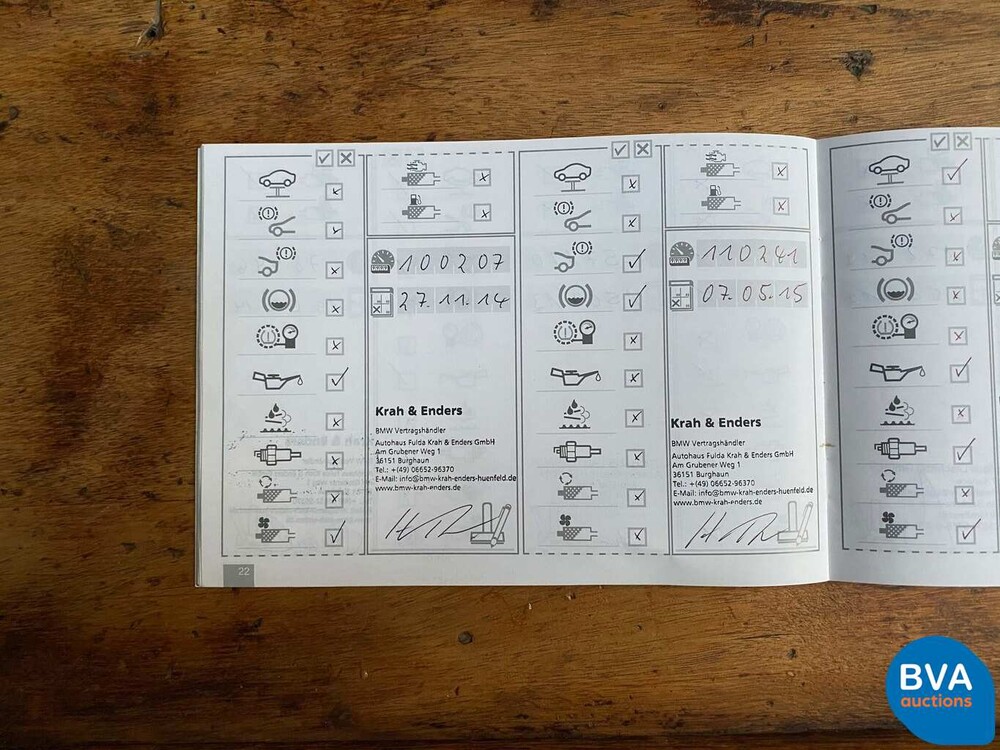 100207
27.11.14
Krah & Enders
BMW Vertragshändler
Autohaus Fulda Krah & Enders GmbH
Am Grubener Weg 1
36151 Burghaun
Tel.: +(49) 06652-96370
E-Mail: info@bmw-krah-enders-huenfeld.de
www.bmw-krah-enders.de
22
110241
07.05.15
Krah & Enders
BMW Vertragshändler
Autohaus Fulda Krah & Enders GmbH
Am Grubener Weg 1
36151 Burghaun
Tel.: +(49) 06652-96370
E-Mail: info@bmw-krah-enders-huenfeld.de
www.bmw-krah-enders.de
BVA
auctions